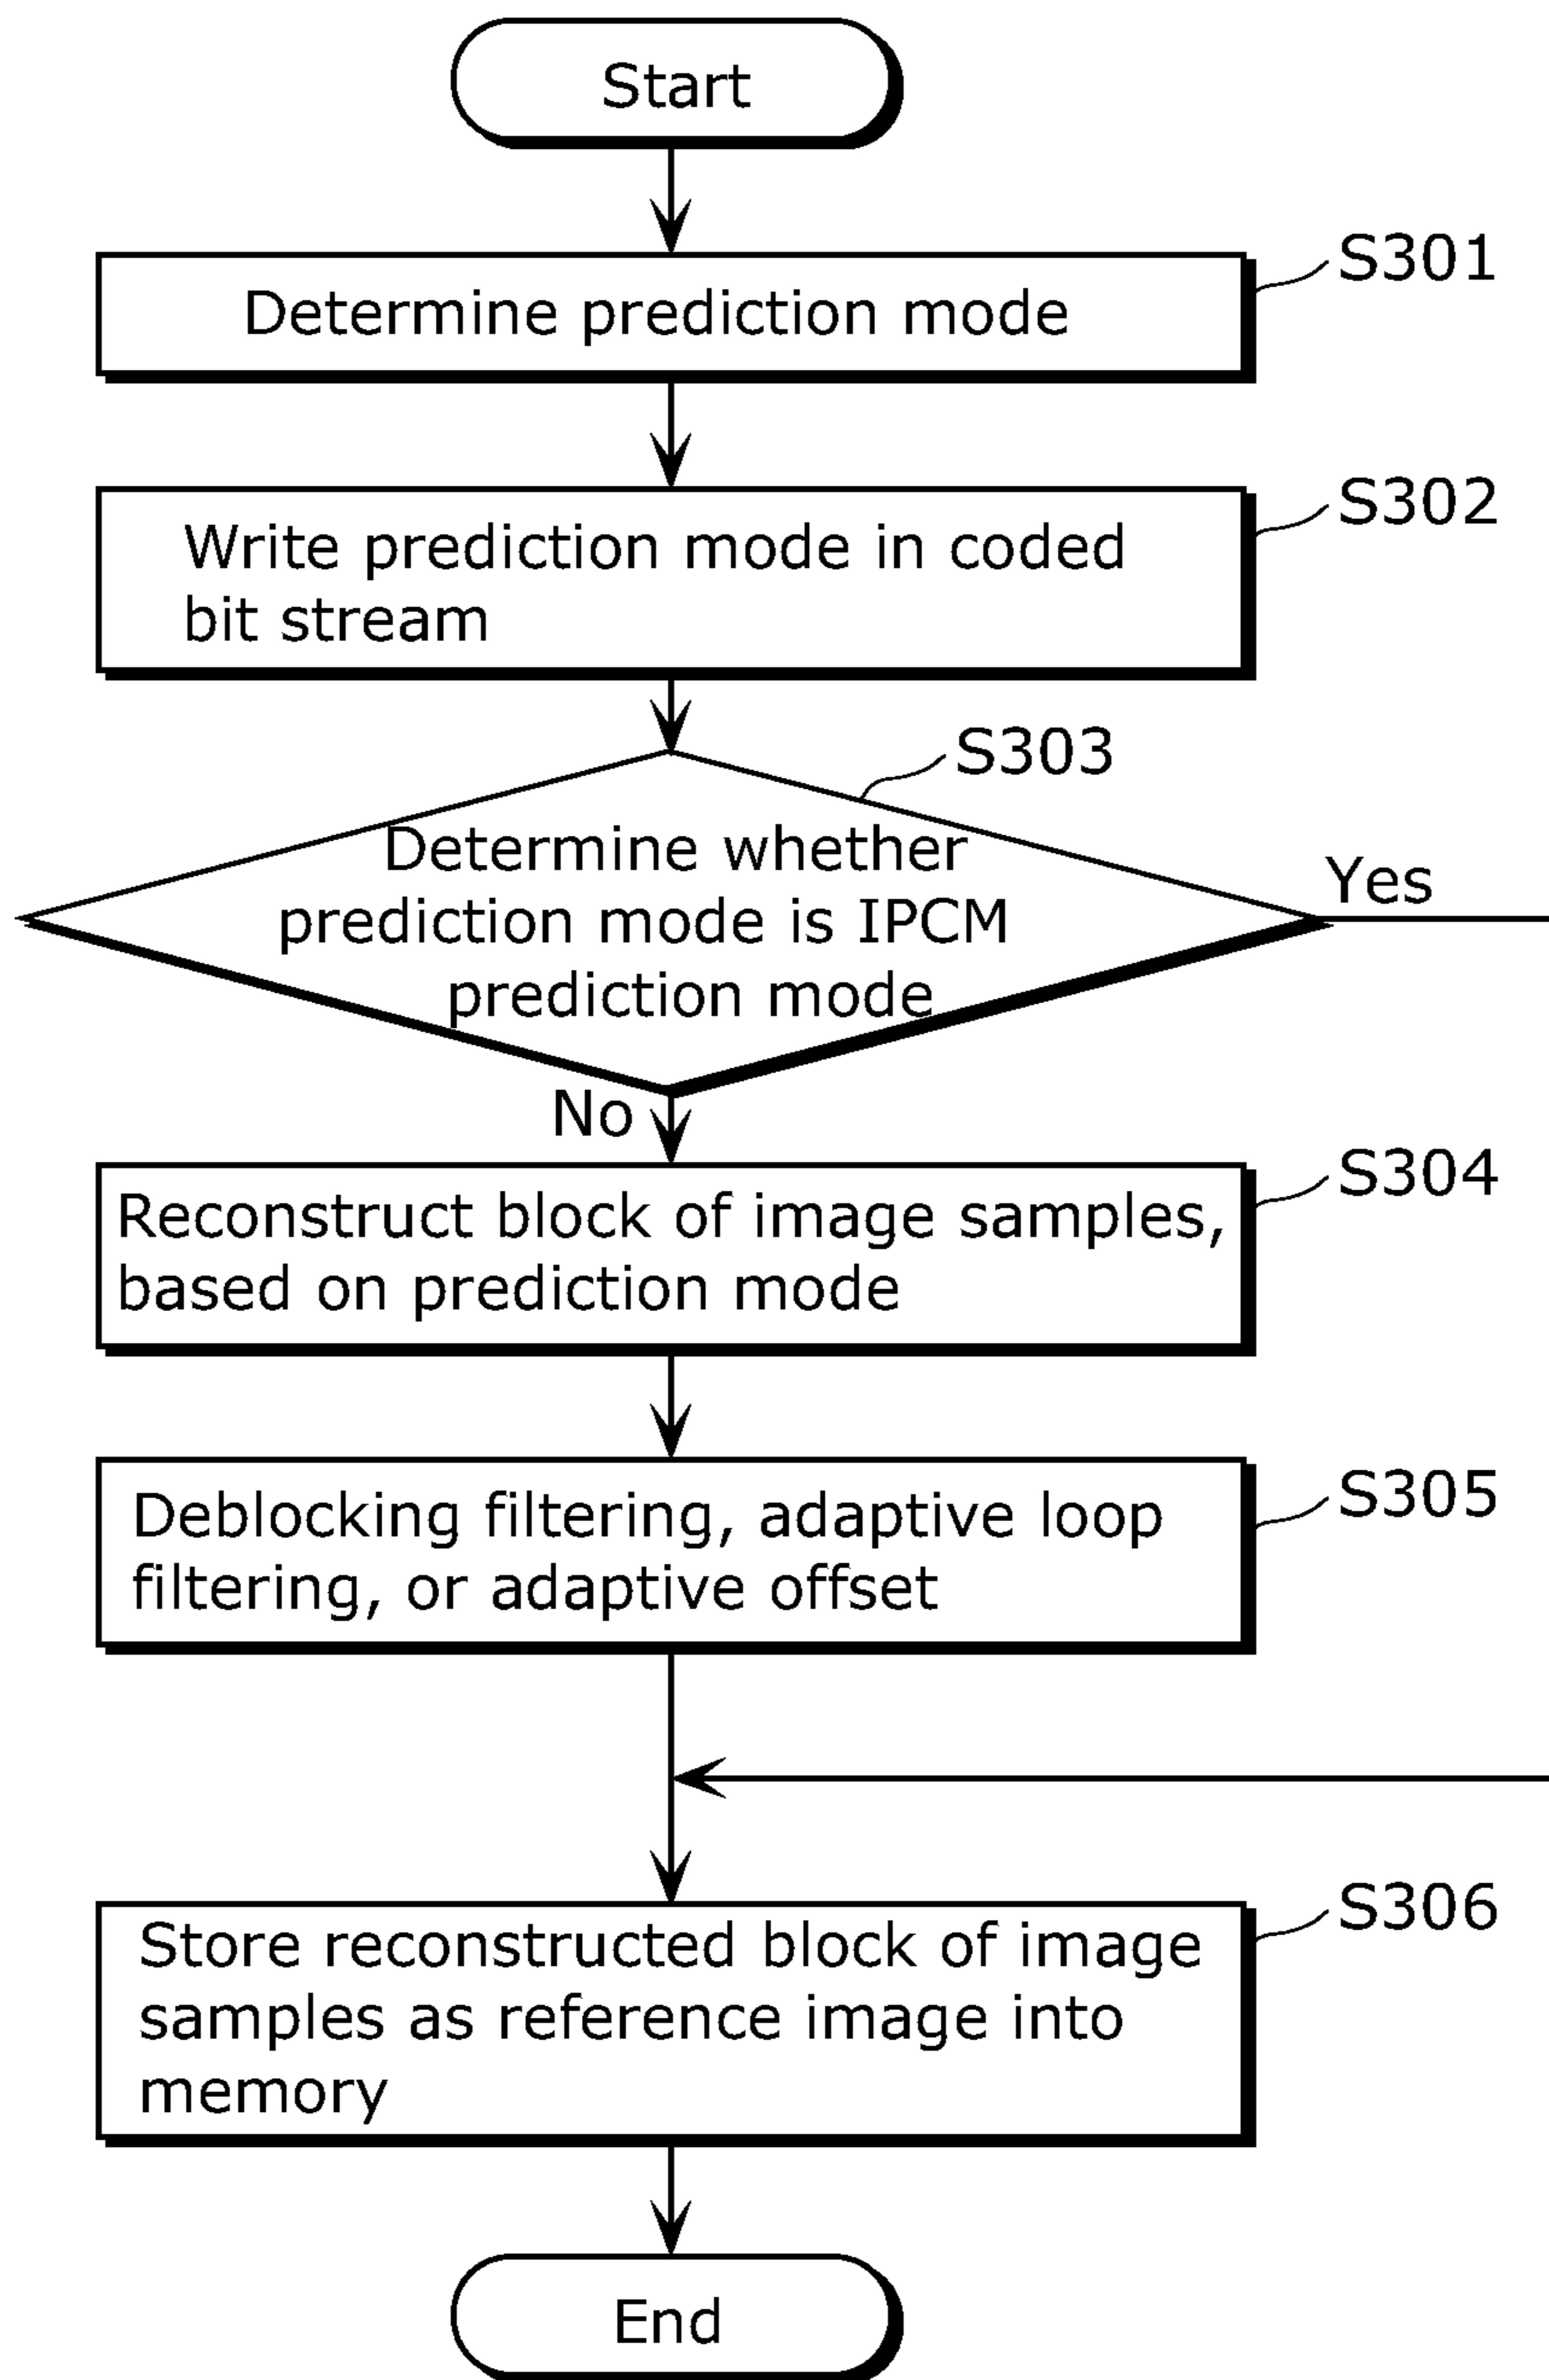 Start
S301
Determine prediction mode
S302
Write prediction mode in coded
bit stream
S303
Determine whether
prediction mode is IPCM
prediction mode
Yes
No
S304
Reconstruct block of image samples,
based on prediction mode
S305
Deblocking filtering, adaptive loop
filtering, or adaptive offset
S306
Store reconstructed block of image
samples as reference image into
memory
End